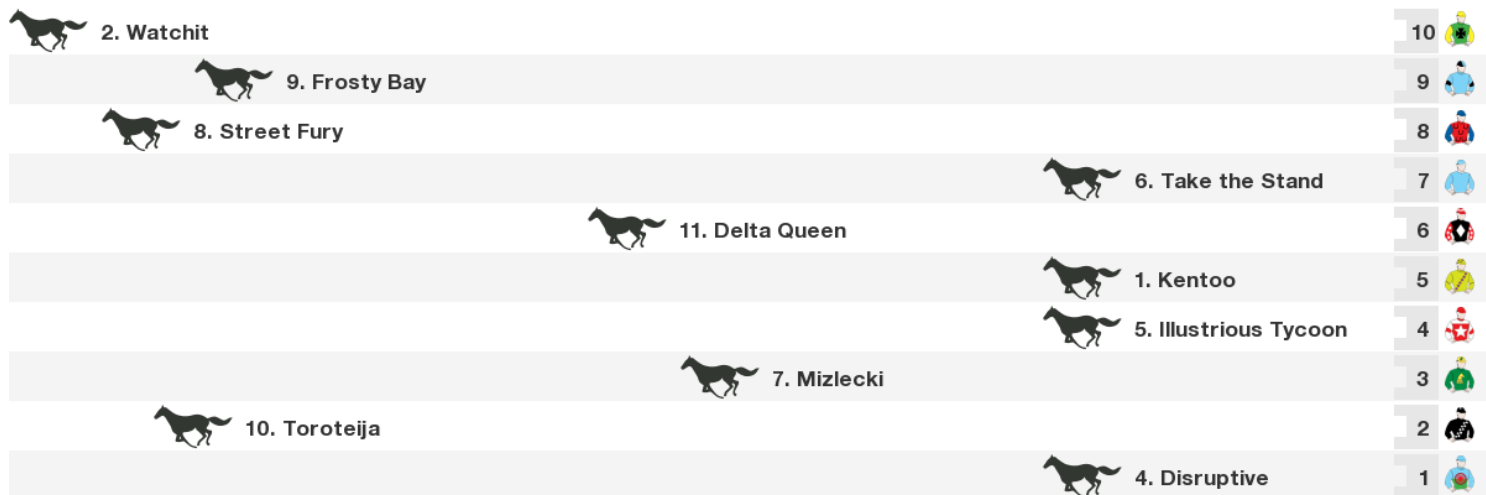 2. Watchit 10
9. Frosty Bay 9
8. Street Fury 8
6. Take the Stand 7
11. Delta Queen 6
1. Kentoo 5
5. Illustrious Tycoon 4
7. Mizlecki 3
10. Toroteija 2
4. Disruptive 1